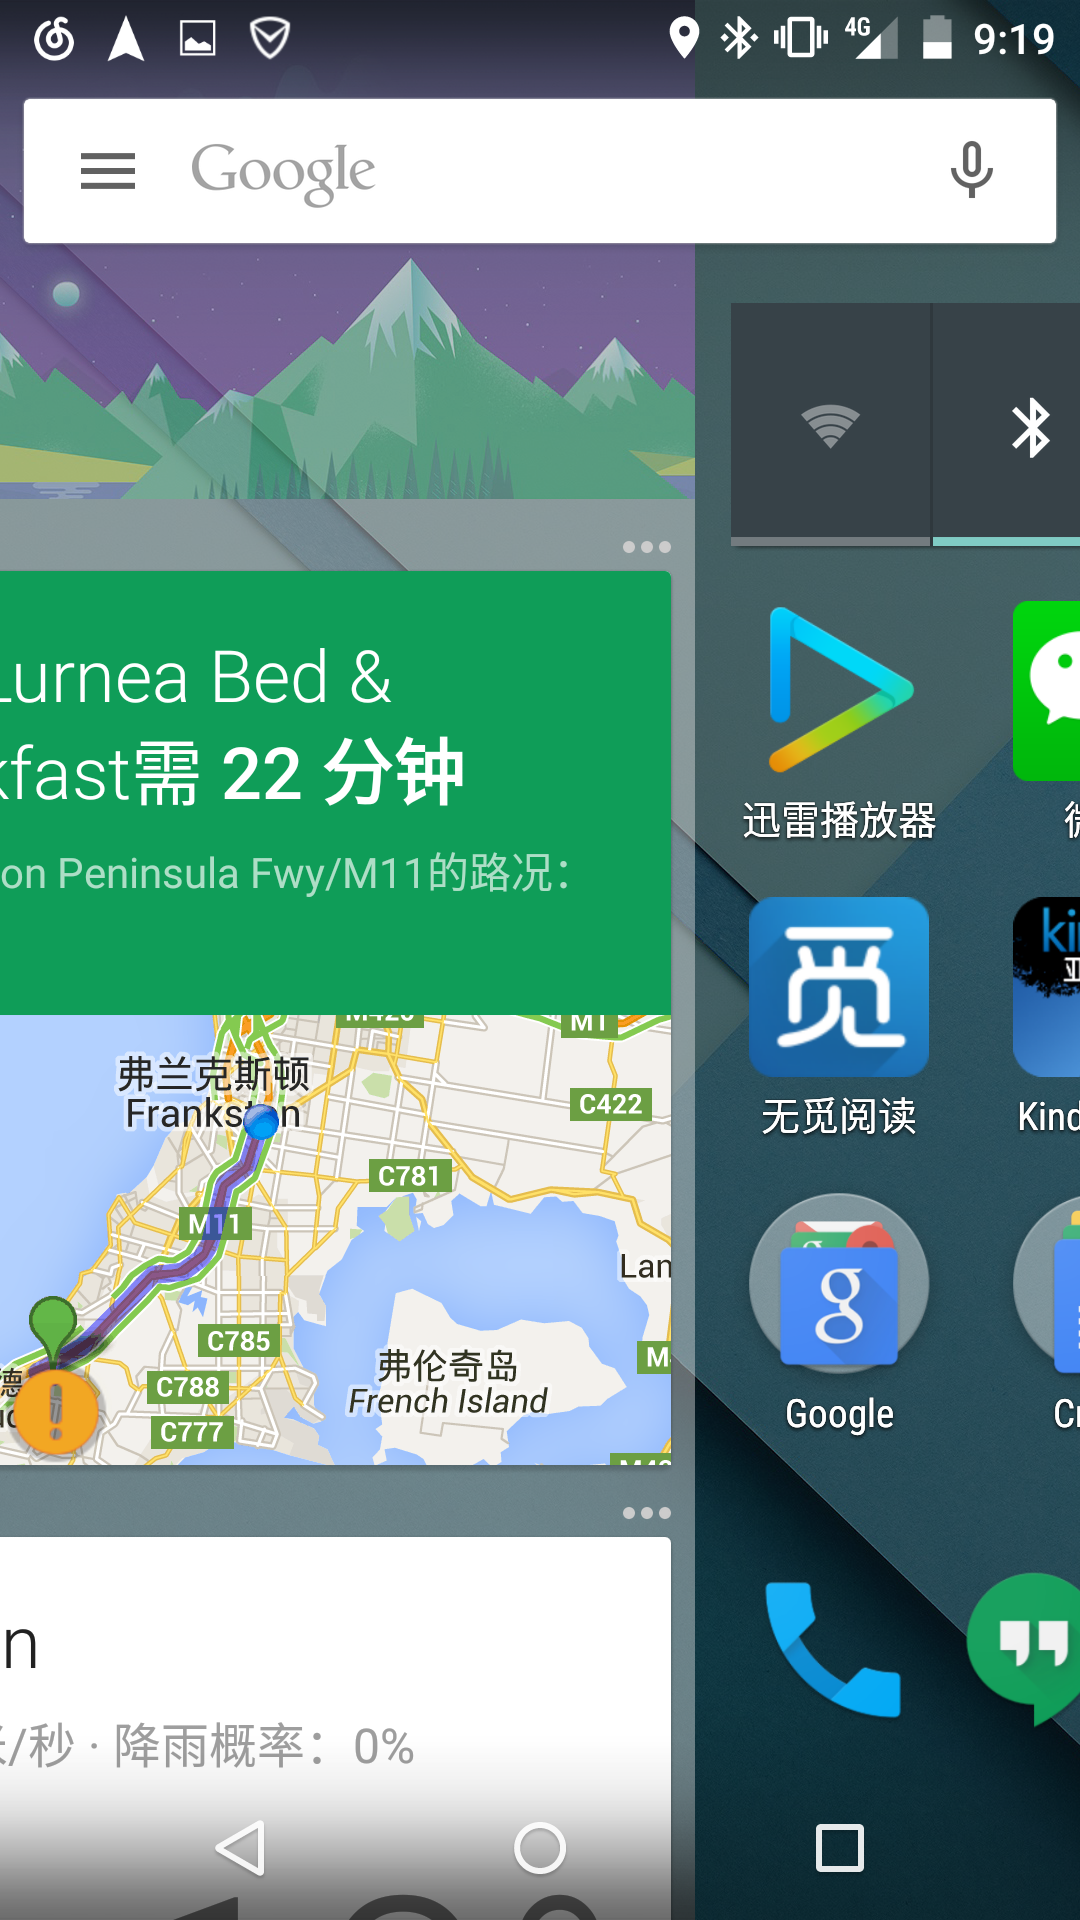 4G 9:19
Google
Lurnea Bed &
kfast需 22 分钟
on Peninsula Fwy/M11的路况：
迅雷播放器
M420
M1
弗兰克斯顿
Frankston
C422
C781
M11
Lan
C785
弗伦奇岛
French Island
C788
C777
无觅阅读
Kind
Google
n
米/秒 · 降雨概率：0%